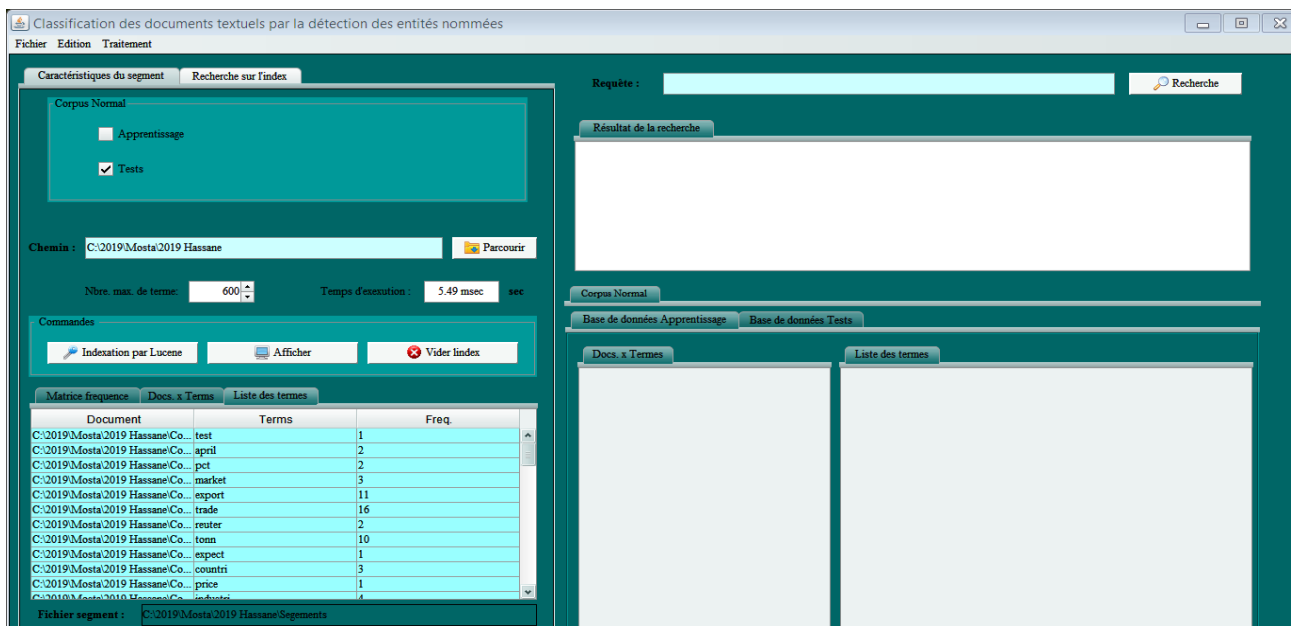 Classification des documents textuels par la détection des entités nommées
Fichier Edition Traitement
Caractéristiques du segment Recherche sur l'index
Corpus Normal
Apprentissage
Tests
Chemin : C:\2019\Mosta\2019 Hassane Parcourir
Nbre. max. de terme: 600 Temps d'exexution : 5.49 msec sec
Commandes
Indexation par Lucene Afficher Vider lindex
Matrice frequence Docs. x Terms Liste des termes
Document Terms Freq.
C:\2019\Mosta\2019 Hassane\Co... test 1
C:\2019\Mosta\2019 Hassane\Co... april 2
C:\2019\Mosta\2019 Hassane\Co... pct 2
C:\2019\Mosta\2019 Hassane\Co... market 3
C:\2019\Mosta\2019 Hassane\Co... export 11
C:\2019\Mosta\2019 Hassane\Co... trade 16
C:\2019\Mosta\2019 Hassane\Co... reuter 2
C:\2019\Mosta\2019 Hassane\Co... tonn 10
C:\2019\Mosta\2019 Hassane\Co... expect 1
C:\2019\Mosta\2019 Hassane\Co... countri 3
C:\2019\Mosta\2019 Hassane\Co... price 1
C:\2019\Mosta\2019 Hassane\Co... industri 4
Fichier segment : C:\2019\Mosta\2019 Hassane\Segements
Requête : Recherche
Résultat de la recherche
Corpus Normal
Base de données Apprentissage Base de données Tests
Docs. x Termes Liste des termes